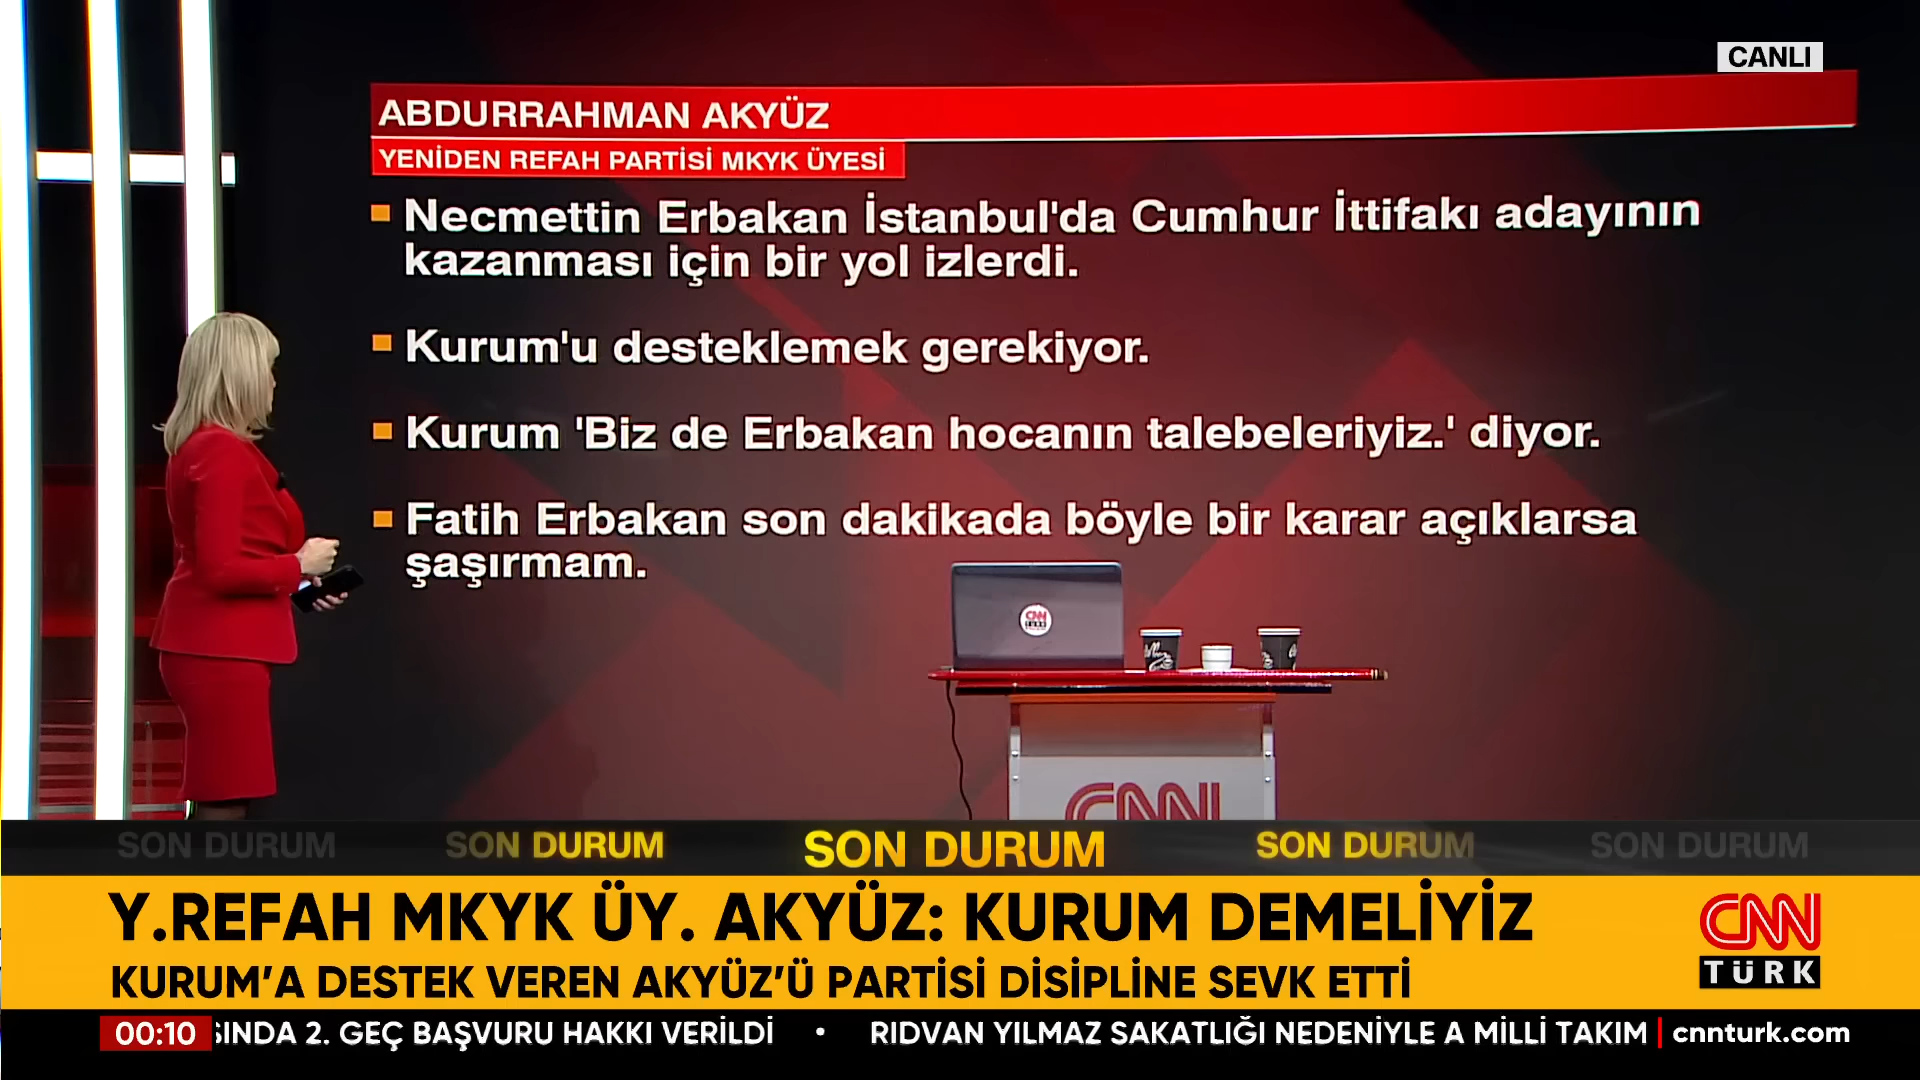 CANLI
ABDURRAHMAN AKYÜZ
YENİDEN REFAH PARTİSİ MKYK ÜYESİ
Necmettin Erbakan İstanbul'da Cumhur İttifakı adayının
kazanması için bir yol izlerdi.
Kurum'u desteklemek gerekiyor.
Kurum 'Biz de Erbakan hocanın talebeleriyiz.' diyor.
Fatih Erbakan son dakikada böyle bir karar açıklarsa
şaşırmam.
CNN
TÜRK
CNN
SON DURUM SON DURUM SON DURUM SON DURUM SON DURUM
Y.REFAH MKYK ÜY. AKYÜZ: KURUM DEMELİYİZ
KURUM’A DESTEK VEREN AKYÜZ’Ü PARTİSİ DİSİPLİNE SEVK ETTİ
CNN
TÜRK
00:10 SINDA 2. GEÇ BAŞVURU HAKKI VERİLDİ • RIDVAN YILMAZ SAKATLIĞI NEDENİYLE A MİLLİ TAKIM cnnturk.com